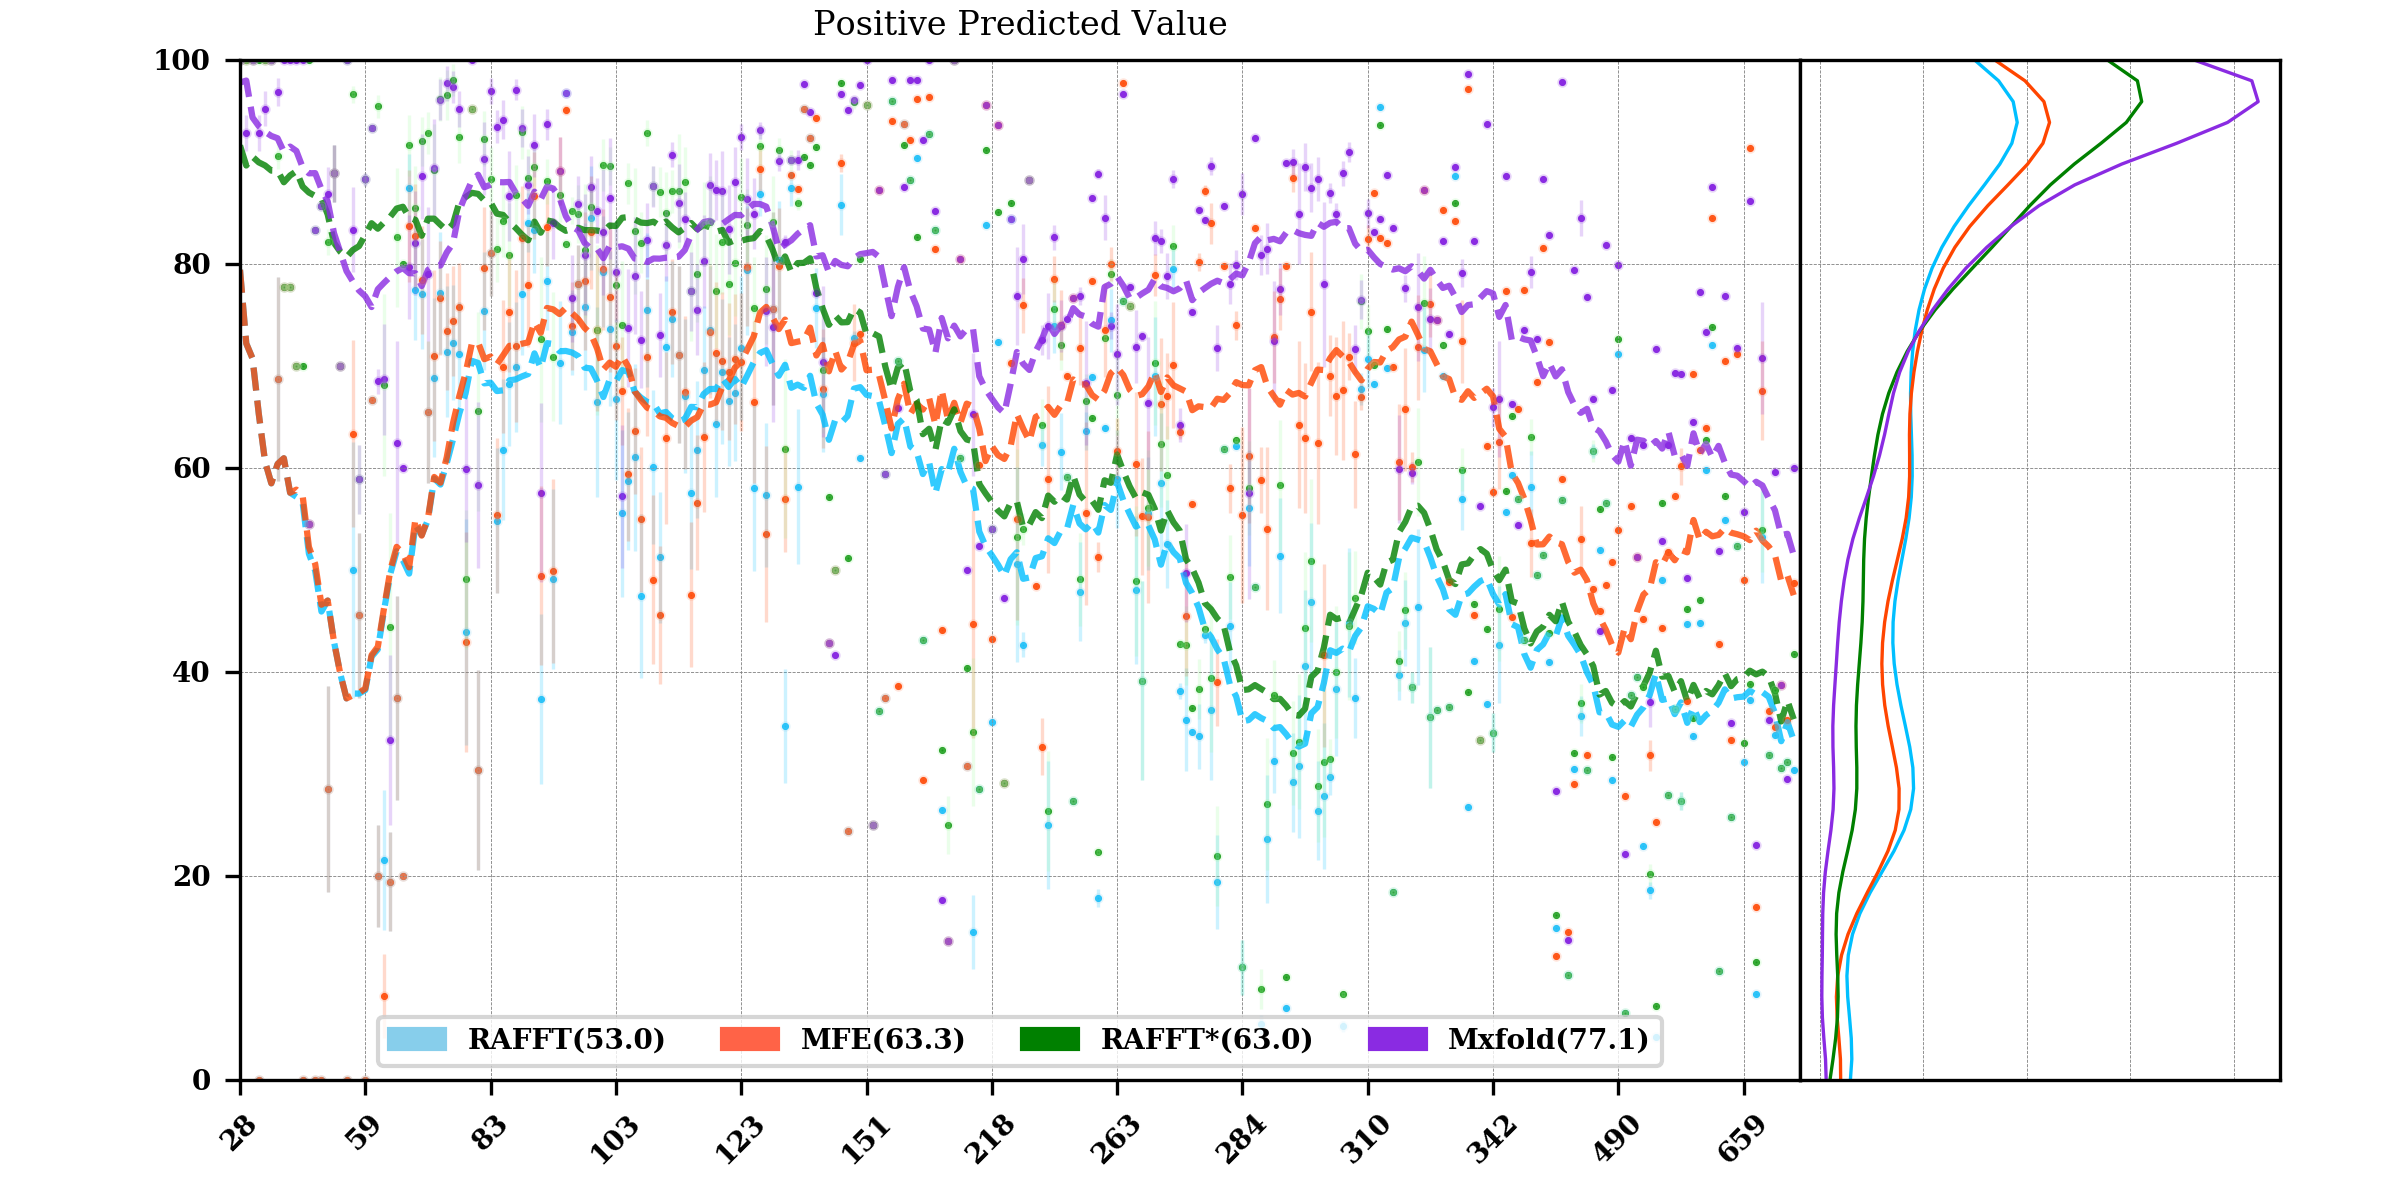 Positive Predicted Value
100
80
60
40
20
0
RAFFT(53.0) MFE(63.3) RAFFT*(63.0) Mxfold(77.1)
28 59 83 103 123 151 218 263 284 310 342 490 659